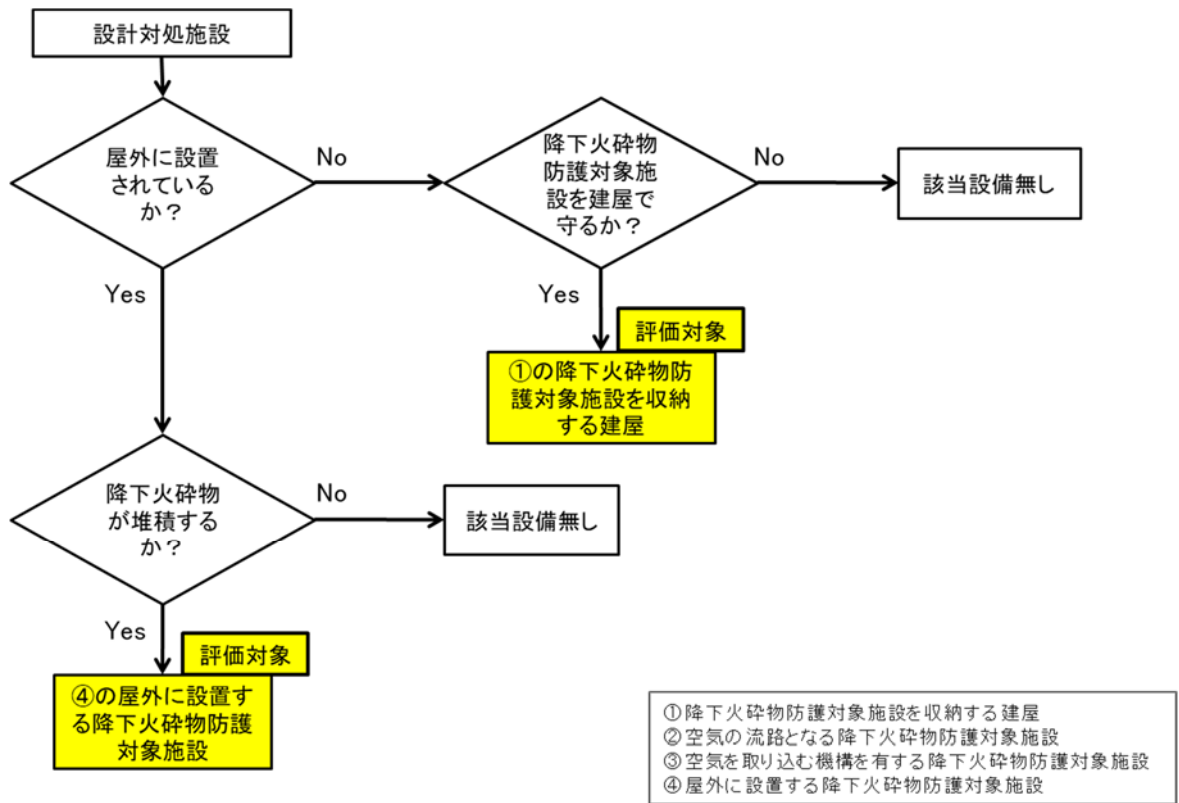 設計対処施設
屋外に設置
されている
か？
No
降下火砕物
防護対象施
設を建屋で
守るか？
No
該当設備無し
Yes
Yes
評価対象
①の降下火砕物防
護対象施設を収納
する建屋
降下火砕物
が堆積する
か？
No
該当設備無し
Yes
評価対象
④の屋外に設置す
る降下火砕物防護
対象施設
①降下火砕物防護対象施設を収納する建屋
②空気の流路となる降下火砕物防護対象施設
③空気を取り込む機構を有する降下火砕物防護対象施設
④屋外に設置する降下火砕物防護対象施設